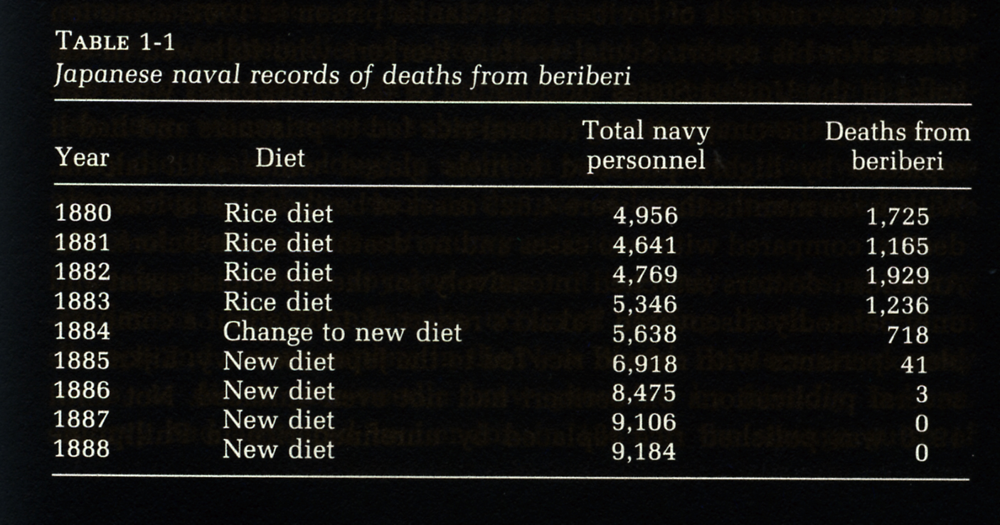 TABLE 1-1
Japanese naval records of deaths from beriberi
Total navy Deaths from
Year Diet personnel beriberi
1880 Rice diet 4,956 1,725
1881 Rice diet 4,641 1,165
1882 Rice diet 4,769 1,929
1883 Rice diet 5,346 1,236
1884 Change to new diet 5,638 718
1885 New diet 6,918 41
1886 New diet 8,475 3
1887 New diet 9,106 0
1888 New diet 9,184 0